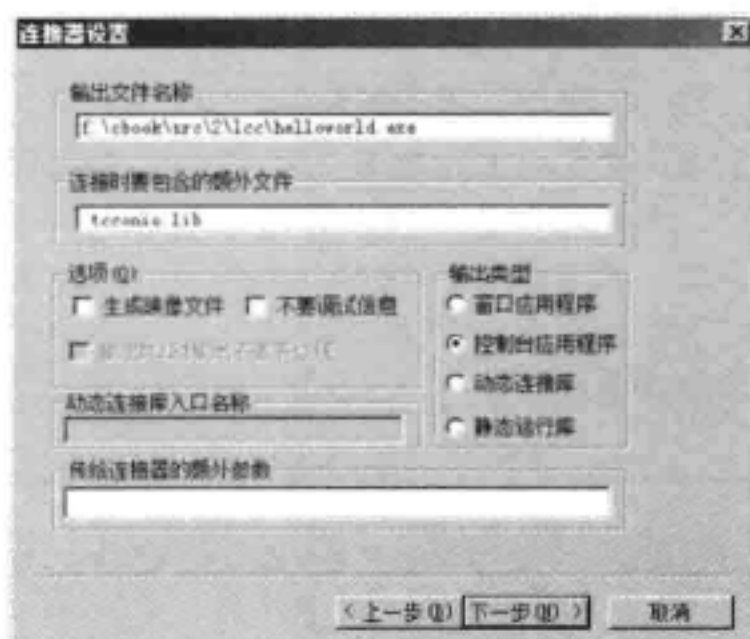 连接器设置
输出文件名称
f:\cbook\src\2\lcc\helloworld.exe
连接时要包含的额外文件
tcconio.lib
选项(Q)
生成映像文件
不要调试信息
动态连接库入口名称
输出类型
窗口应用程序
控制台应用程序
动态连接库
静态运行库
传给连接器的额外参数
< 上一步(B)
下一步(N) >
取消